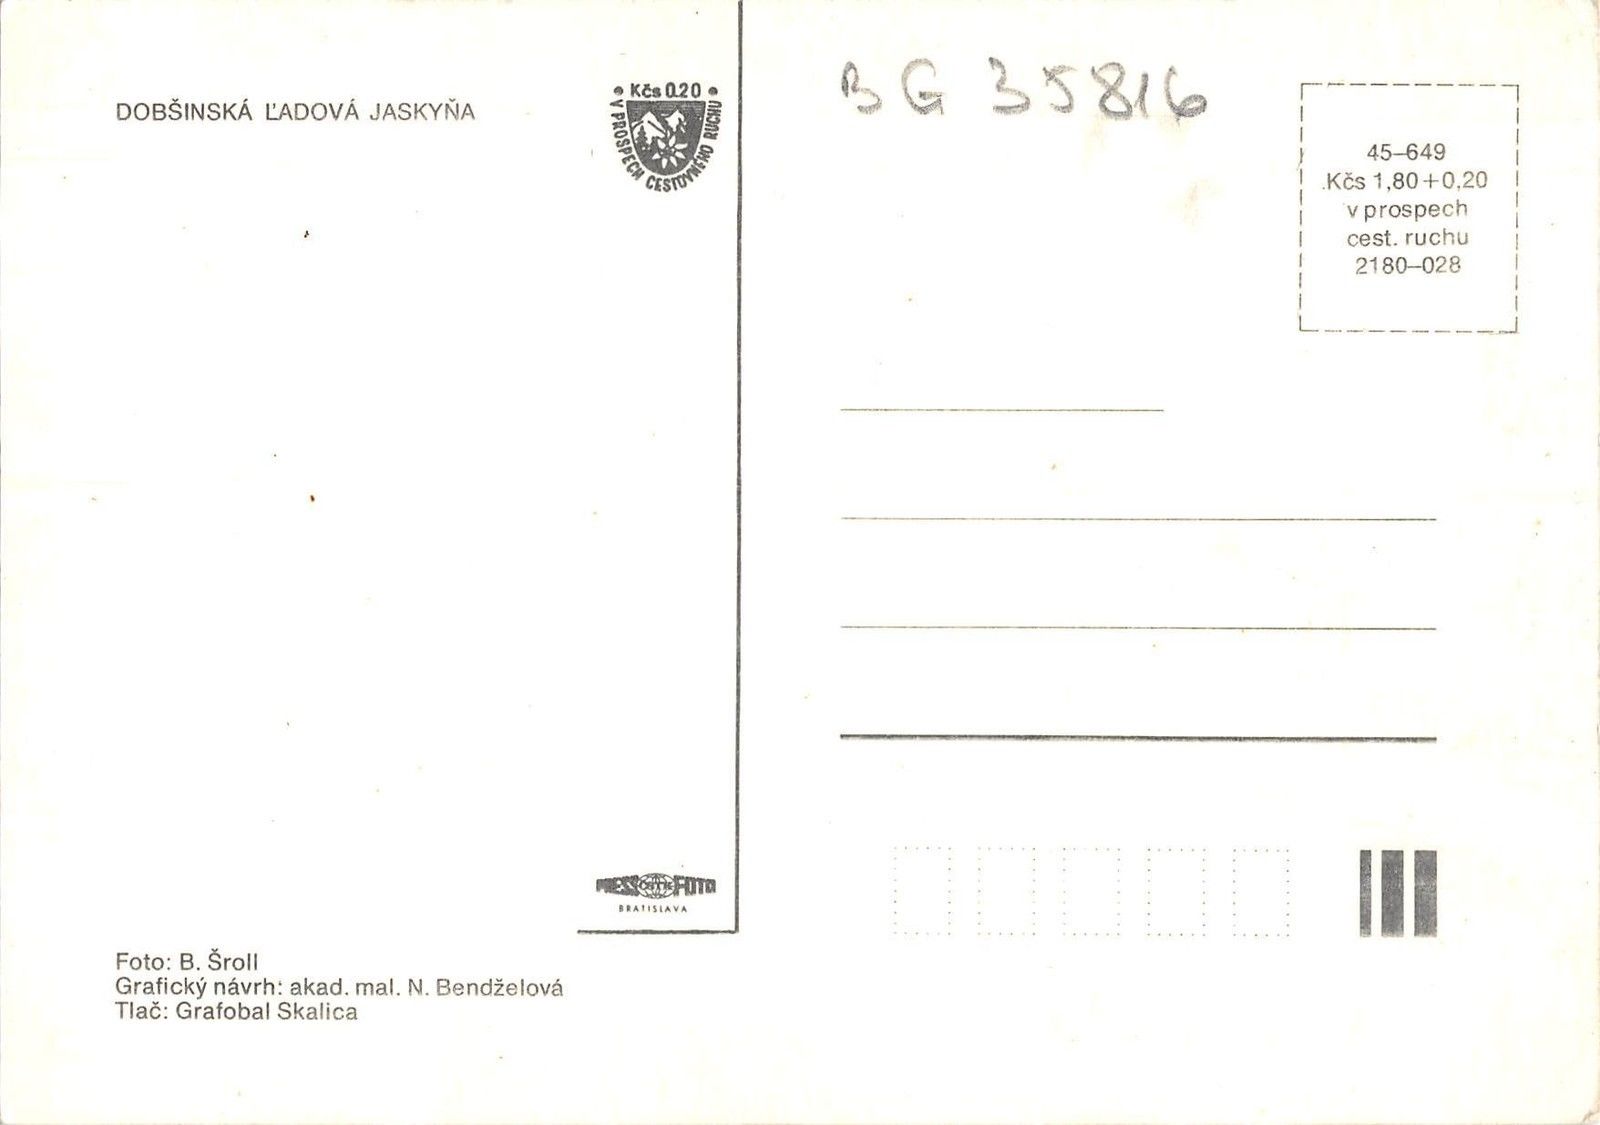 DOBŠINSKÁ ĽADOVÁ JASKYŇA
• Kčs 0.20 •
V PROSPECH CESTOVNÉHO RUCHU
BG 35816
45–649
Kčs 1,80+0,20
v prospech
cest. ruchu
2180–028
PRESS ČSTK FOTO
BRATISLAVA
Foto: B. Šroll
Grafický návrh: akad. mal. N. Bendželová
Tlač: Grafobal Skalica